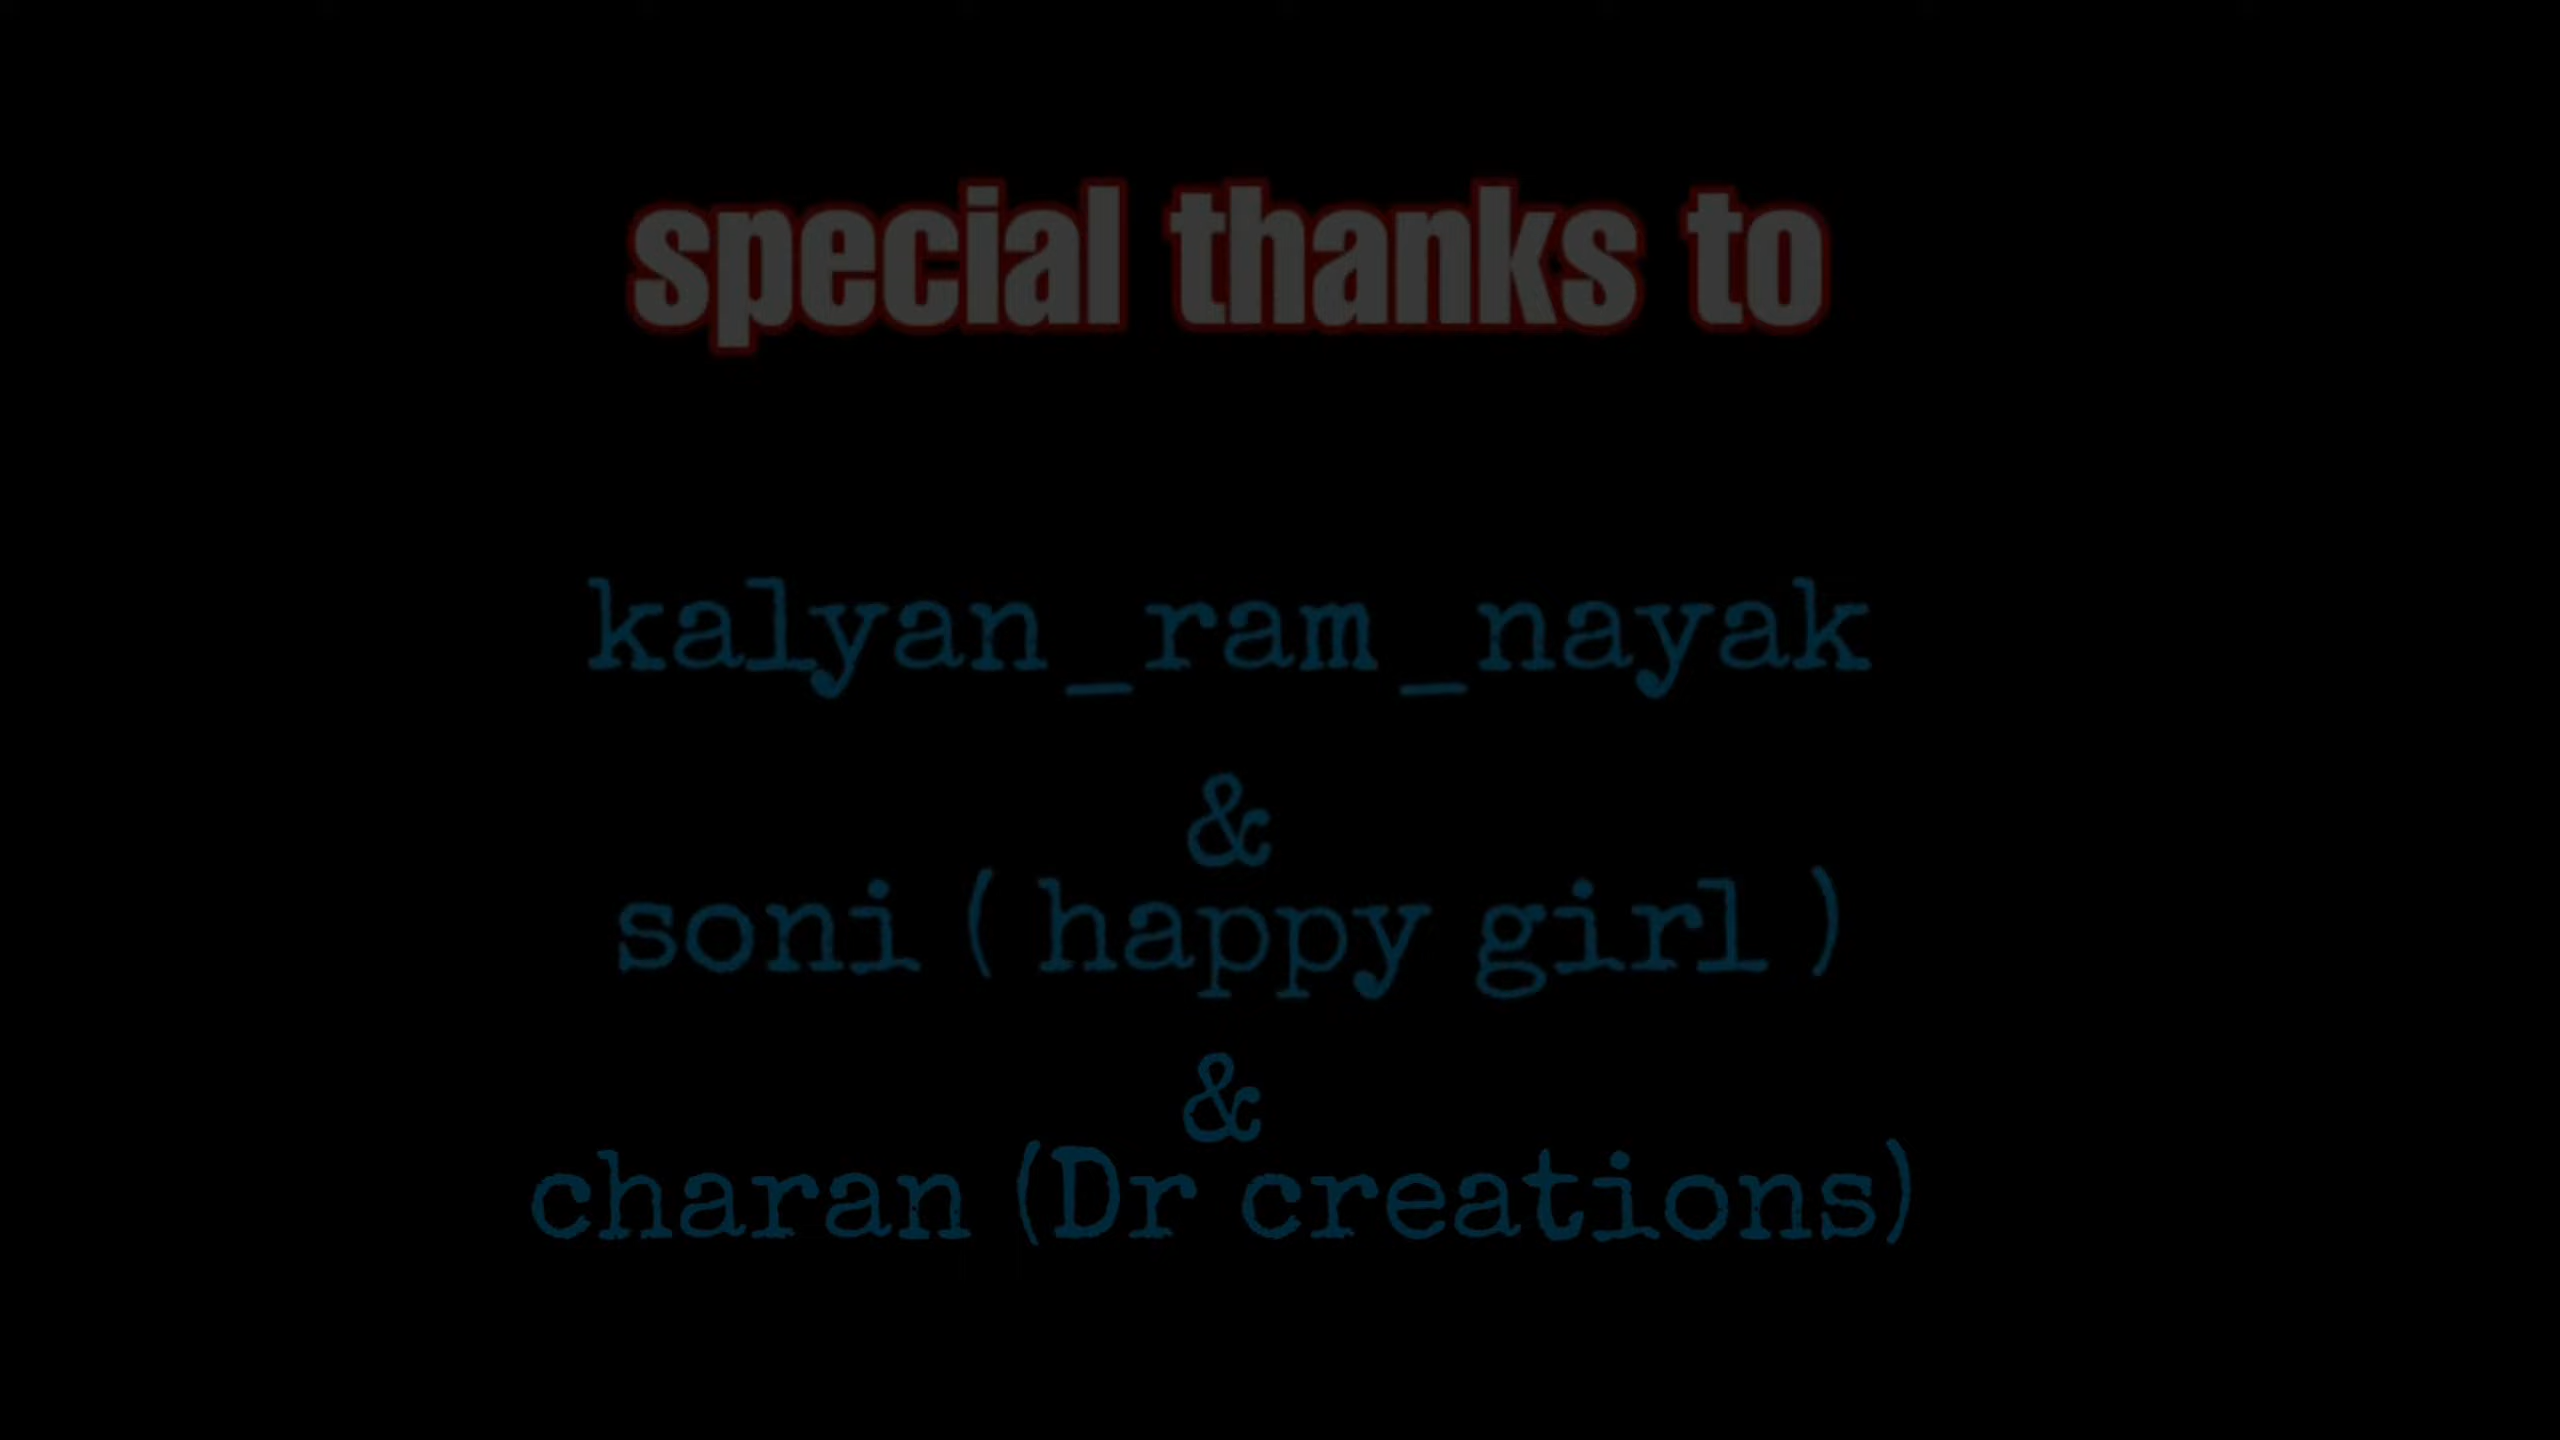 special thanks to
kalyan_ram_nayak
&
soni ( happy girl )
&
charan (Dr creations)